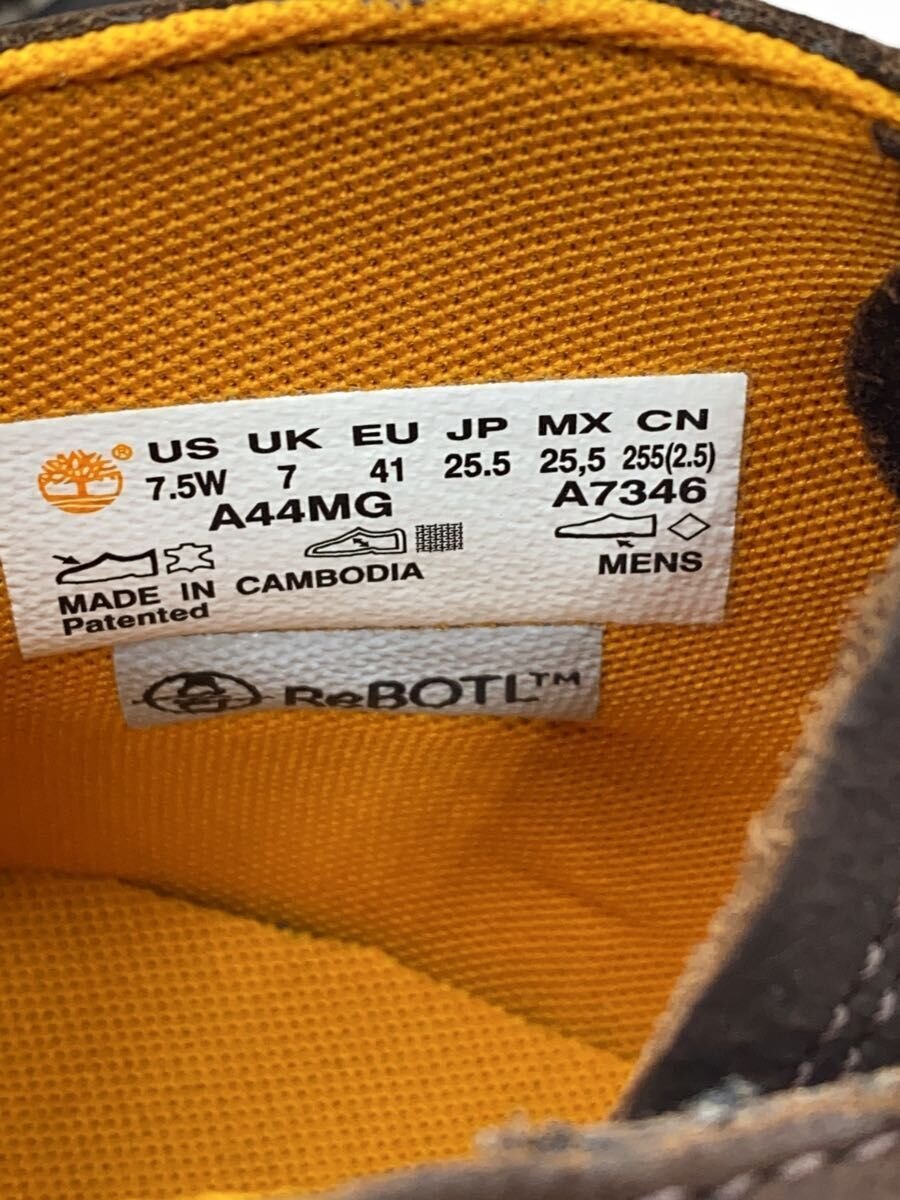 ® US UK EU JP MX CN
7.5W 7 41 25.5 25,5 255(2.5)
A44MG A7346
MADE IN CAMBODIA MENS
Patented
ReBOTL™